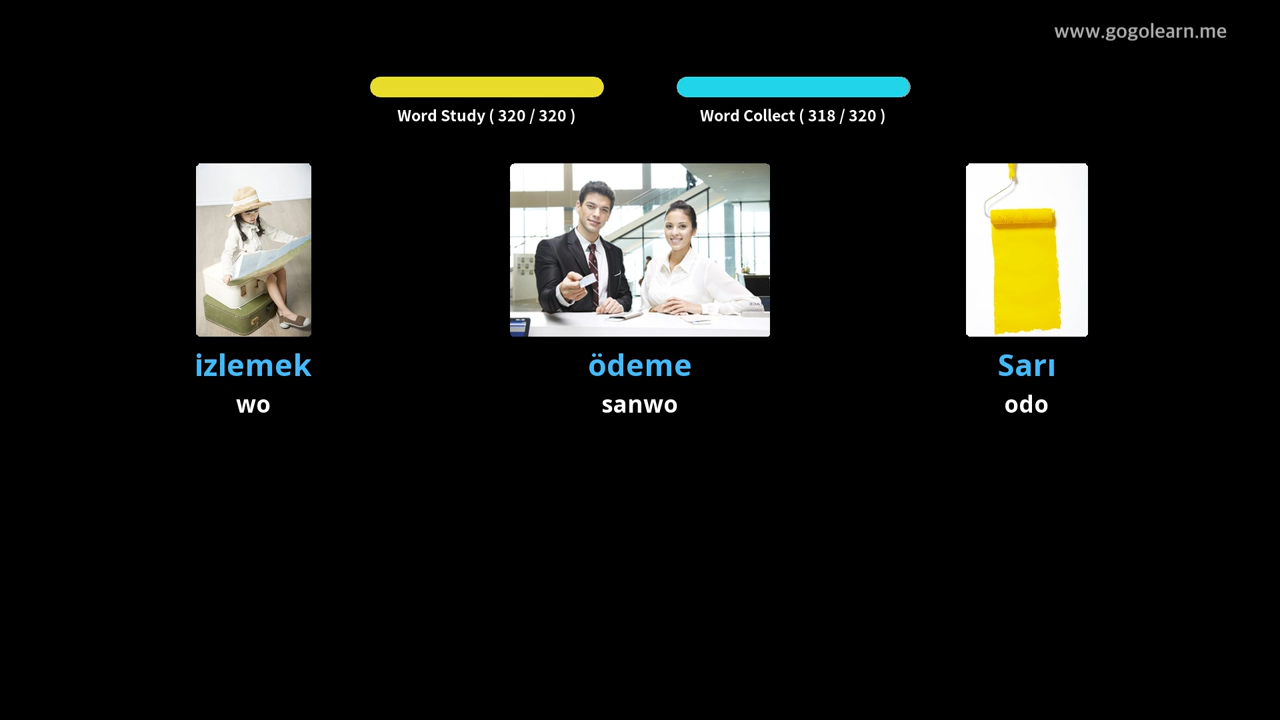 www.gogolearn.me
Word Study ( 320 / 320 )
Word Collect ( 318 / 320 )
izlemek
wo
ödeme
sanwo
Sarı
odo